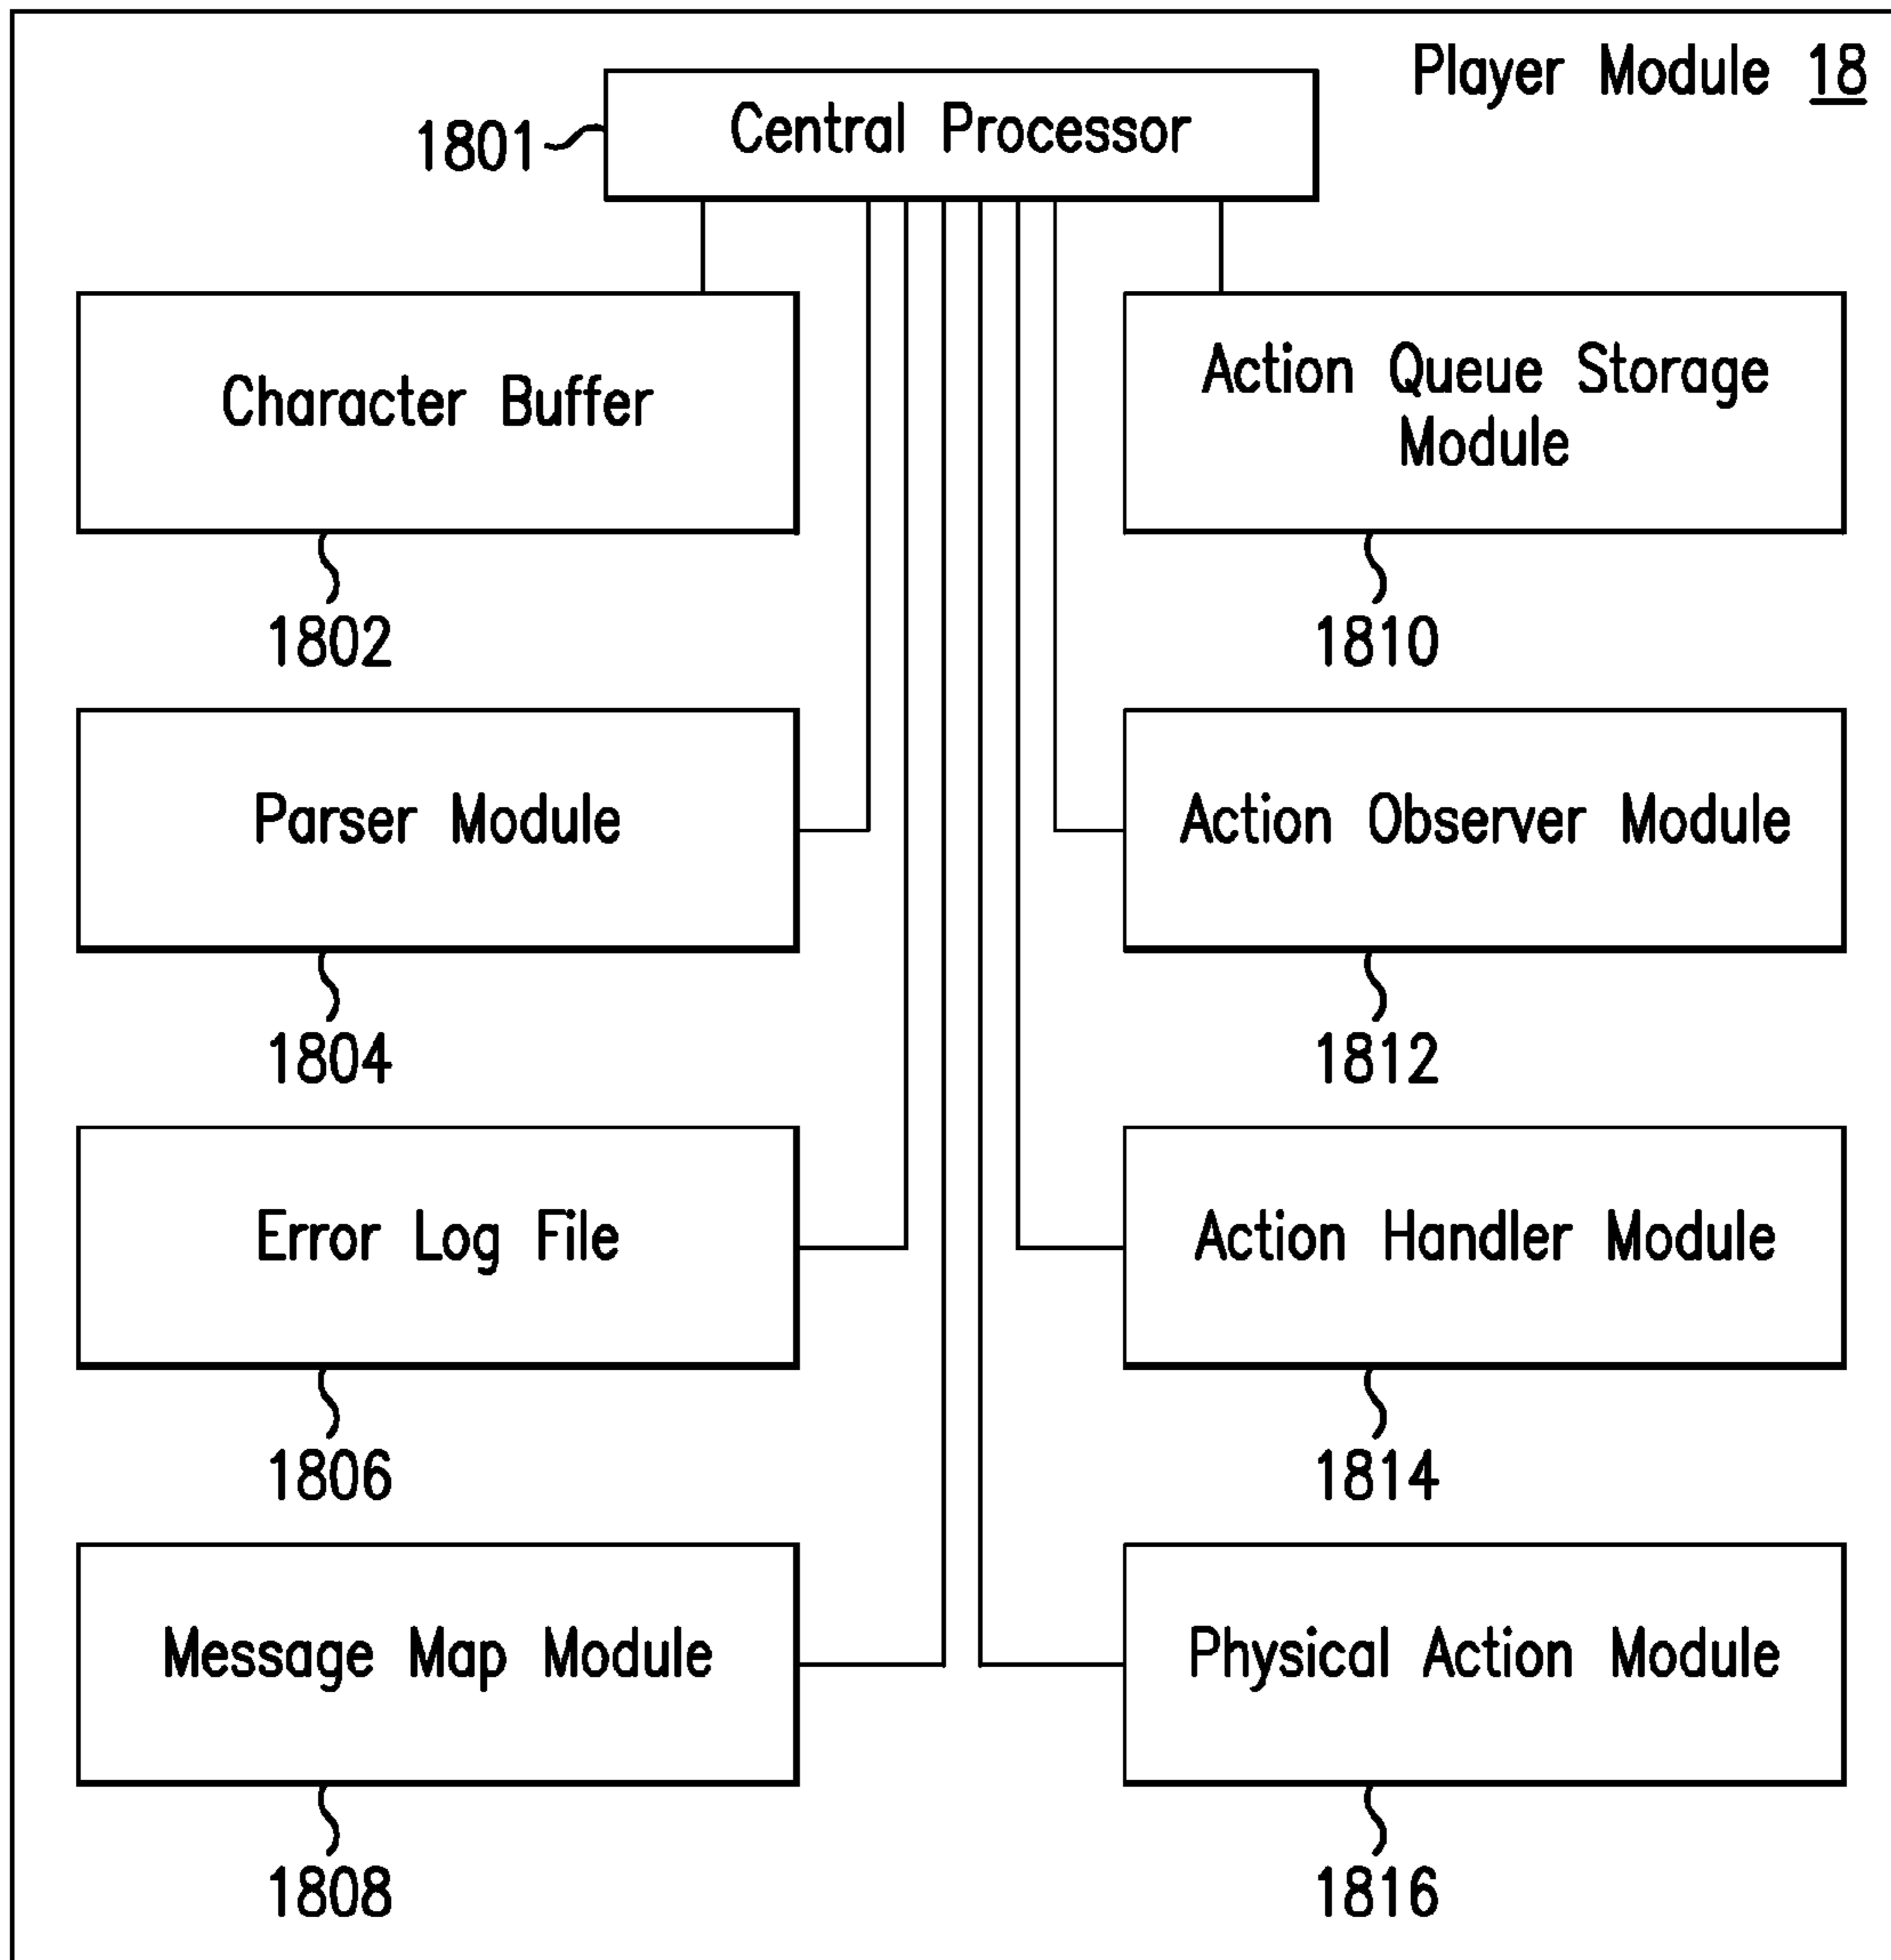 Player Module 18
Central Processor
1801
Character Buffer
1802
Action Queue Storage
Module
1810
Parser Module
1804
Action Observer Module
1812
Error Log File
1806
Action Handler Module
1814
Message Map Module
1808
Physical Action Module
1816